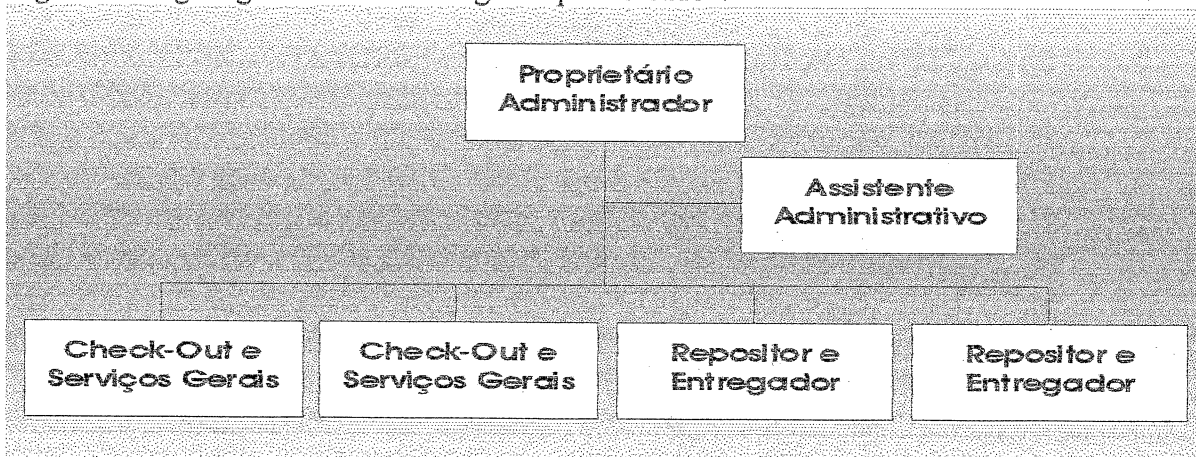 Proprietário
Administrador
Assistente
Administrativo
Check-Out e
Serviços Gerais
Check-Out e
Serviços Gerais
Repositor e
Entregador
Repositor e
Entregador